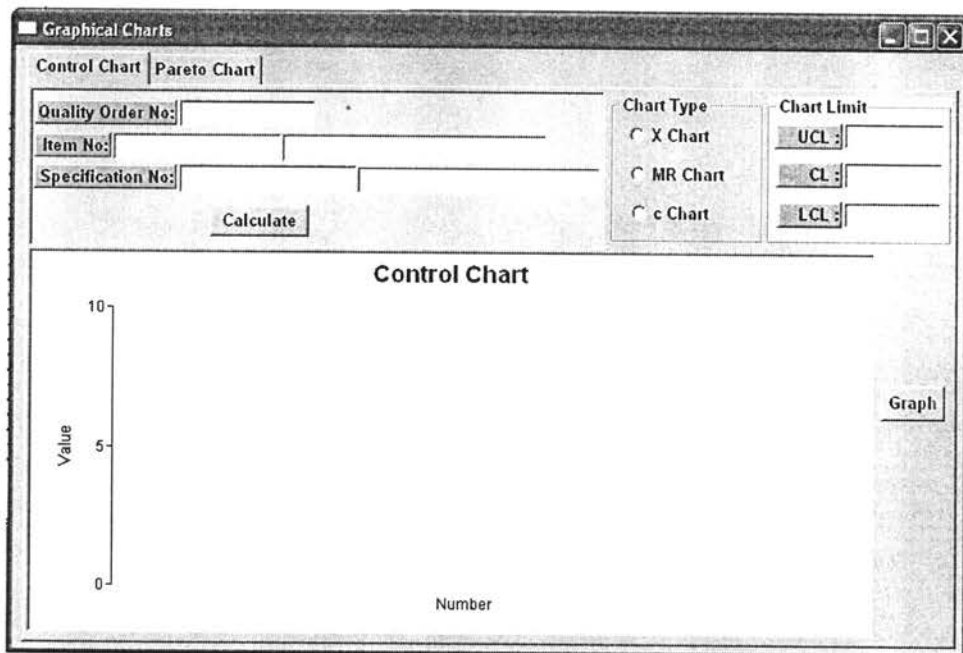 Graphical Charts
Control Chart Pareto Chart
Quality Order No:
Item No:
Specification No:
Calculate
Chart Type
X Chart
MR Chart
c Chart
Chart Limit
UCL :
CL :
LCL :
Control Chart
10
5
0
Value
Number
Graph